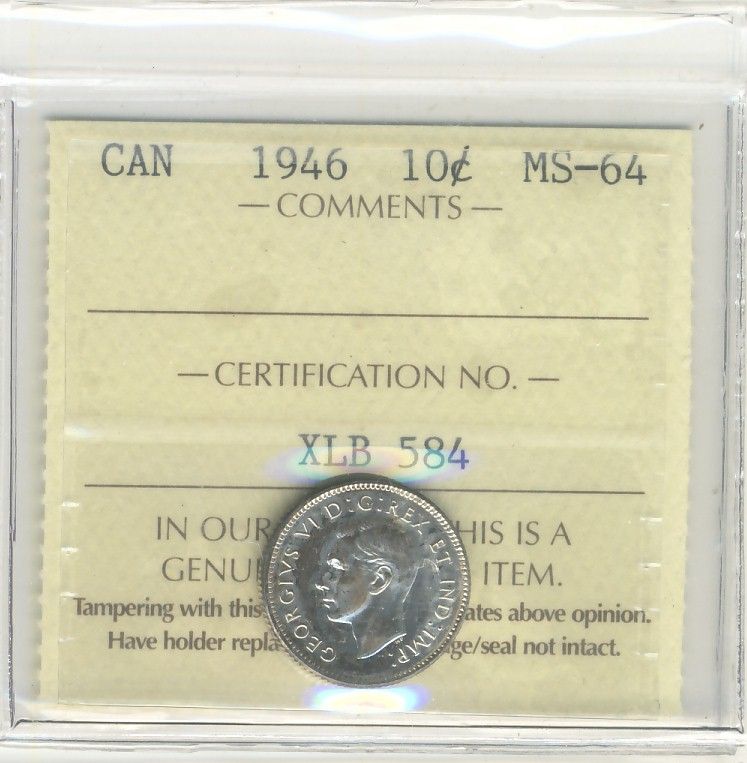 CAN 1946 10¢ MS-64
— COMMENTS —
— CERTIFICATION NO. —
XLB 584
IN OUR HIS IS A
GENUI ITEM.
Tampering with this ates above opinion.
Have holder repla ge/seal not intact.
GEORGIVS VI D:G:REX ET IND:IMP: